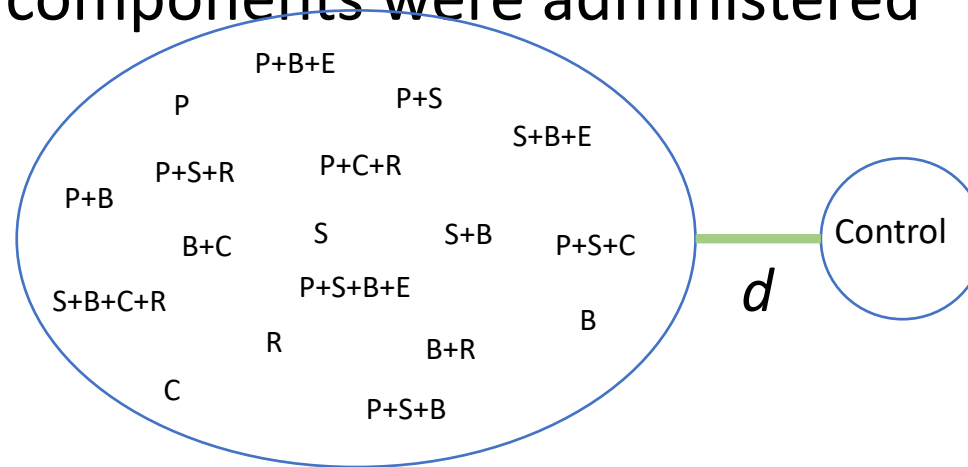 components were administered
P+B+E
P
P+S
S+B+E
P+S+R
P+C+R
P+B
B+C
S
S+B
P+S+C
Control
S+B+C+R
P+S+B+E
d
B
R
B+R
C
P+S+B